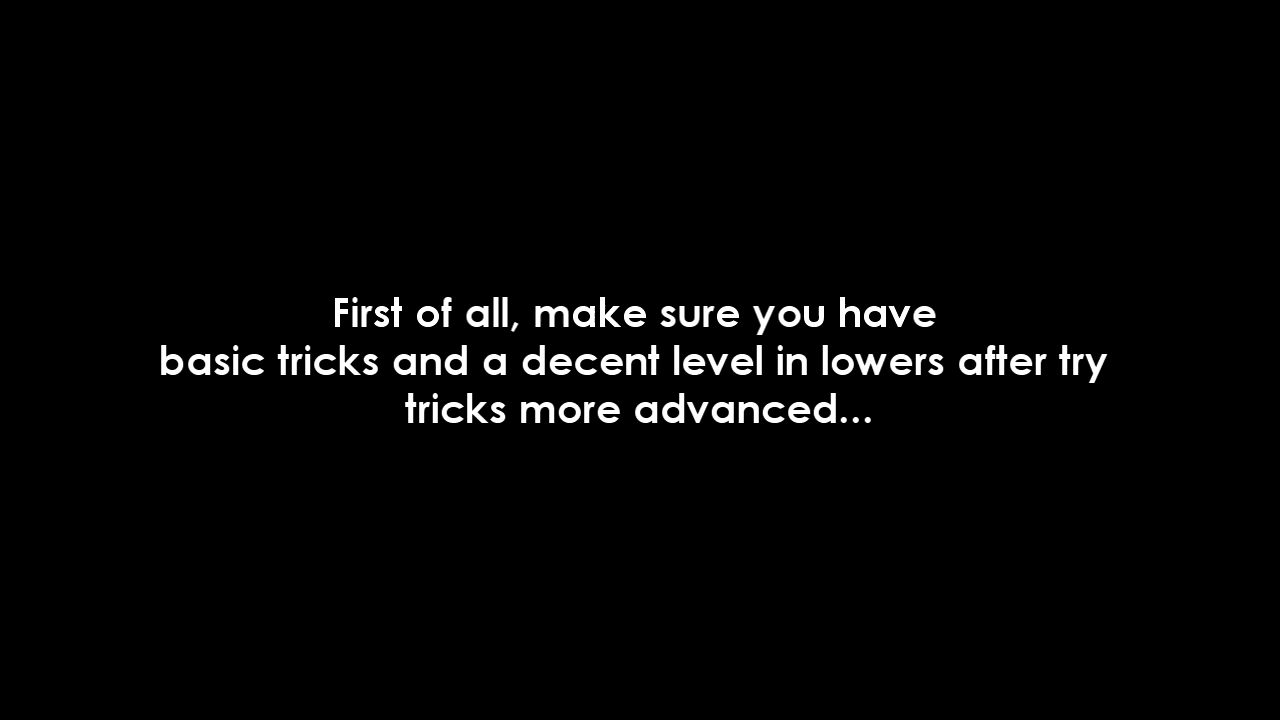 First of all, make sure you have
basic tricks and a decent level in lowers after try
tricks more advanced...